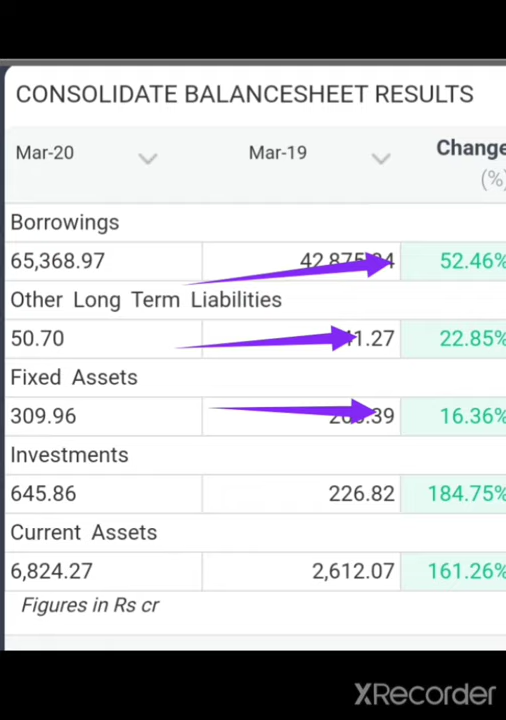 CONSOLIDATE BALANCESHEET RESULTS
Mar-20 Mar-19 Change
(%)
Borrowings
65,368.97 52.46%
Other Long Term Liabilities
50.70 22.85%
Fixed Assets
309.96 16.36%
Investments
645.86 226.82 184.75%
Current Assets
6,824.27 2,612.07 161.26%
Figures in Rs cr
XRecorder